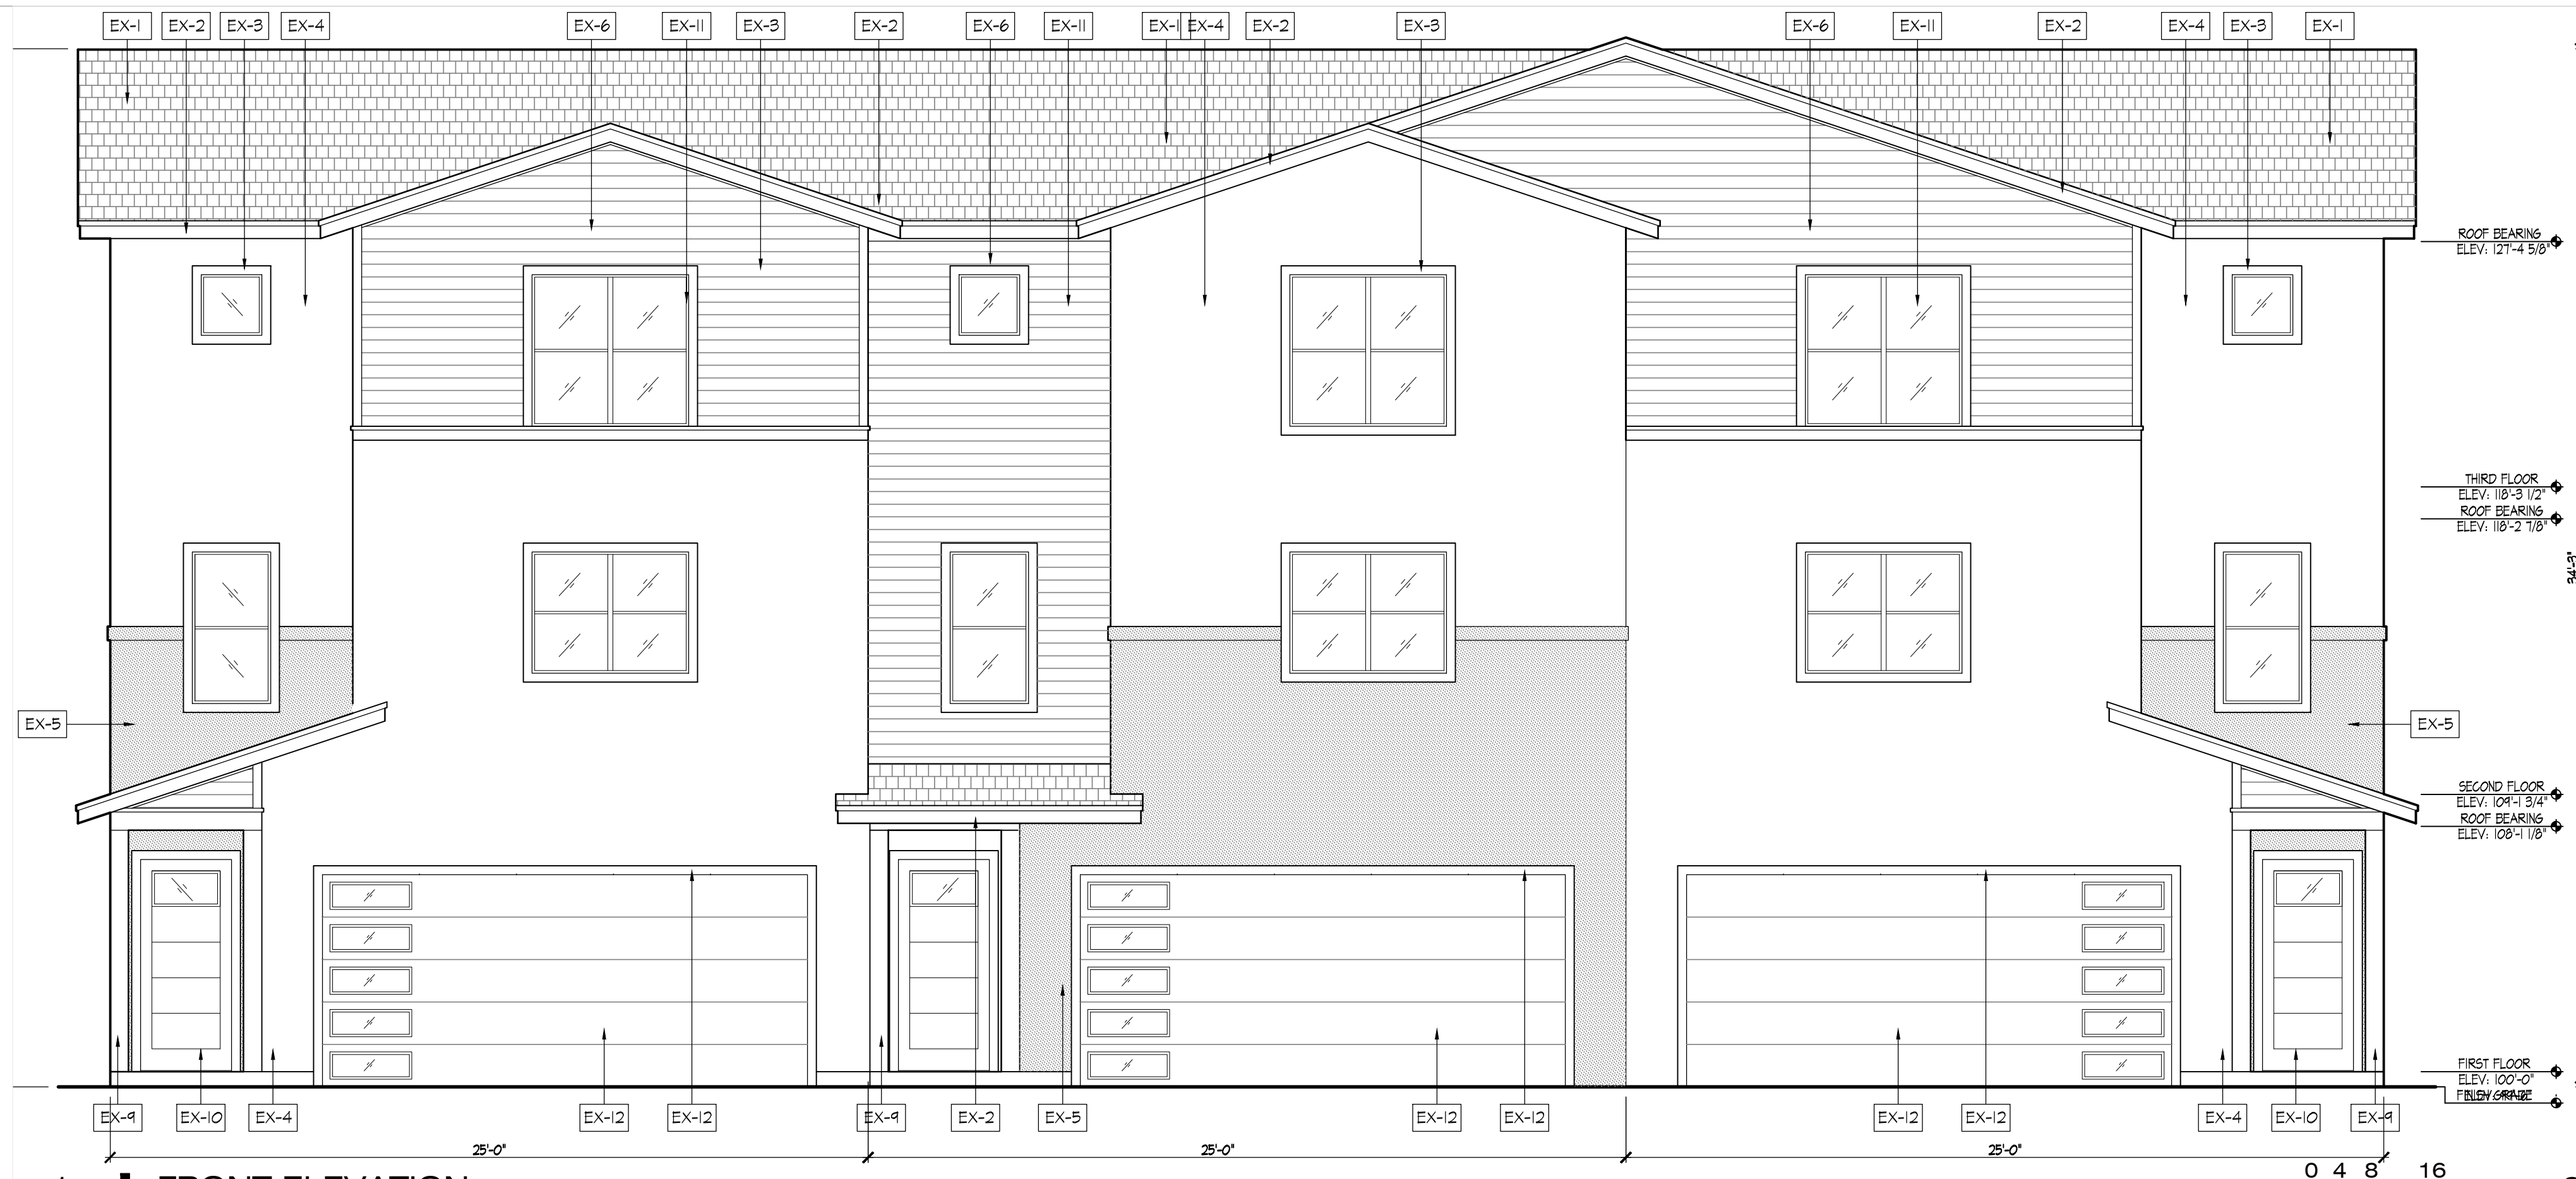 EX-1 EX-2 EX-3 EX-4 EX-6 EX-11 EX-3 EX-2 EX-6 EX-11 EX-1 EX-4 EX-2 EX-3 EX-6 EX-11 EX-2 EX-4 EX-3 EX-1
ROOF BEARING
ELEV: 127'-4 5/8"
THIRD FLOOR
ELEV: 118'-3 1/2"
ROOF BEARING
ELEV: 118'-2 7/8"
34'-3"
EX-5 EX-5
SECOND FLOOR
ELEV: 109'-1 3/4"
ROOF BEARING
ELEV: 108'-1 1/8"
FIRST FLOOR
ELEV: 100'-0"
FINISH GRADE
EX-9 EX-10 EX-4 EX-12 EX-12 EX-9 EX-2 EX-5 EX-12 EX-12 EX-12 EX-12 EX-4 EX-10 EX-9
25'-0" 25'-0" 25'-0"
FRONT ELEVATION
0 4 8 16